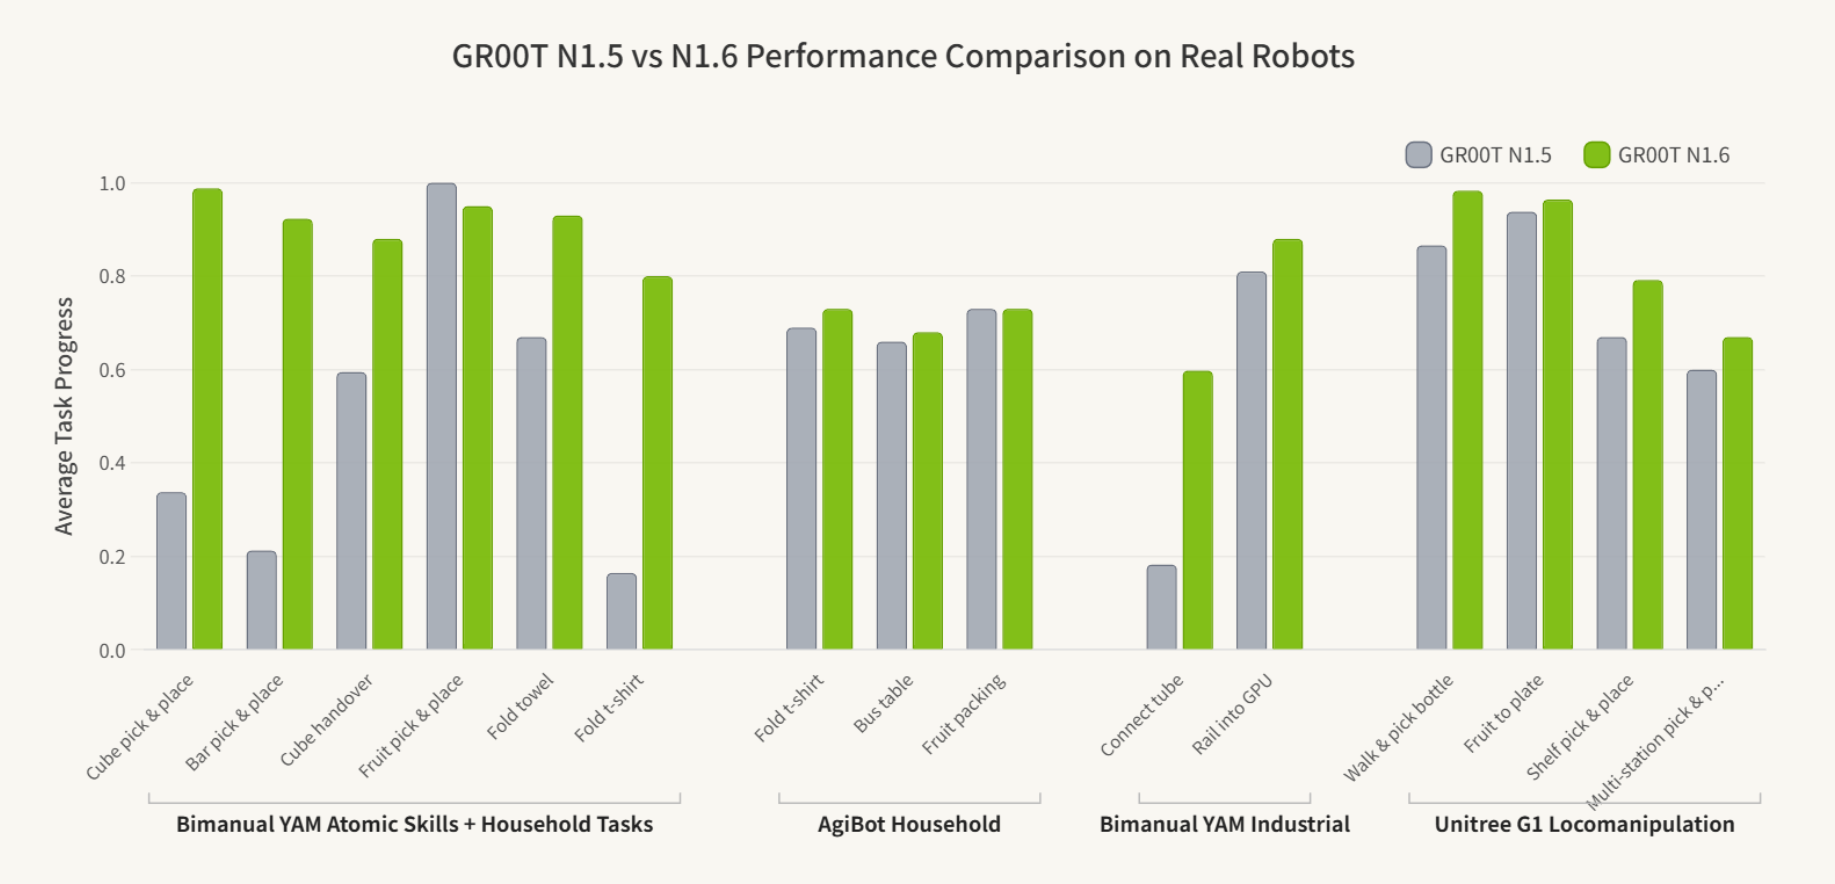 GR00T N1.5 vs N1.6 Performance Comparison on Real Robots
GR00T N1.5
GR00T N1.6
Average Task Progress
1.0
0.8
0.6
0.4
0.2
0.0
Cube pick & place
Bar pick & place
Cube handover
Fruit pick & place
Fold towel
Fold t-shirt
Fold t-shirt
Bus table
Fruit packing
Connect tube
Rail into GPU
Walk & pick bottle
Fruit to plate
Shelf pick & place
Multi-station pick & p...
Bimanual YAM Atomic Skills + Household Tasks
AgiBot Household
Bimanual YAM Industrial
Unitree G1 Locomanipulation